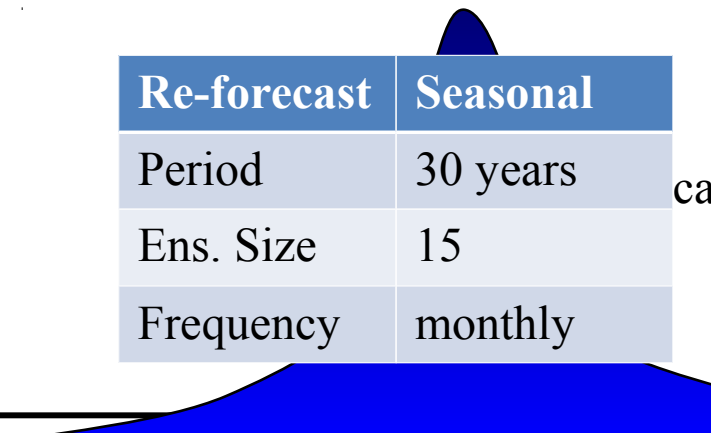 Re-forecast Seasonal
Period 30 years
ca
Ens. Size 15
Frequency monthly